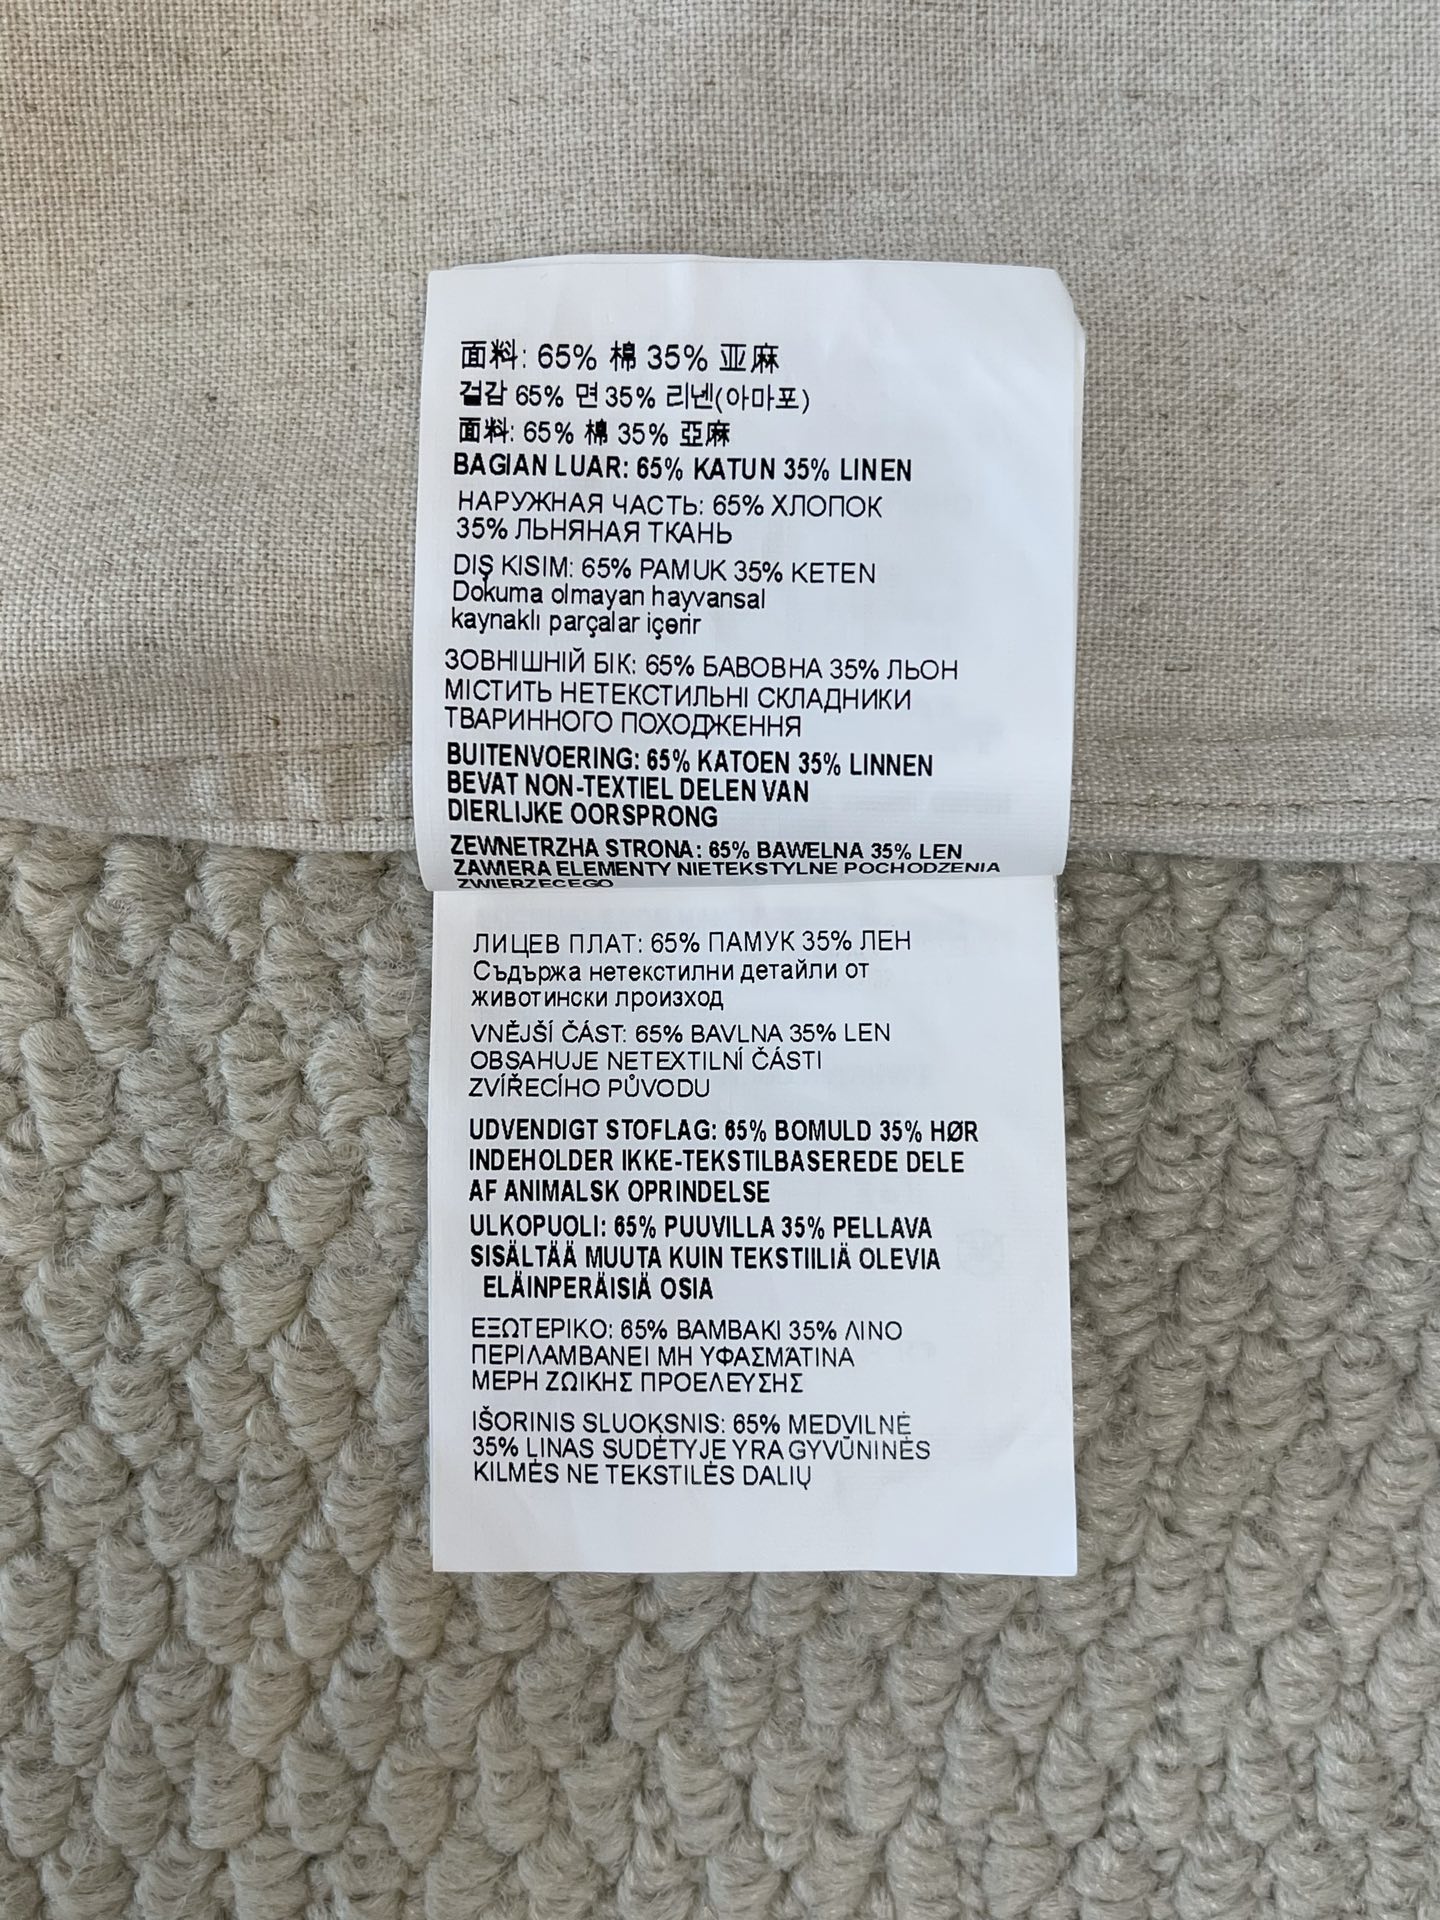 面料: 65% 棉 35% 亚麻
겉감 65% 면 35% 리넨(아마포)
面料: 65% 棉 35% 亞麻
BAGIAN LUAR: 65% KATUN 35% LINEN
НАРУЖНАЯ ЧАСТЬ: 65% ХЛОПОК
35% ЛЬНЯНАЯ ТКАНЬ
DIŞ KISIM: 65% PAMUK 35% KETEN
Dokuma olmayan hayvansal
kaynaklı parçalar içerir
ЗОВНІШНІЙ БІК: 65% БАВОВНА 35% ЛЬОН
МІСТИТЬ НЕТЕКСТИЛЬНІ СКЛАДНИКИ
ТВАРИННОГО ПОХОДЖЕННЯ
BUITENVOERING: 65% KATOEN 35% LINNEN
BEVAT NON-TEXTIEL DELEN VAN
DIERLIJKE OORSPRONG
ZEWNETRZHA STRONA: 65% BAWELNA 35% LEN
ZAWIERA ELEMENTY NIETEKSTYLNE POCHODZENIA
ZWIERZECEGO
ЛИЦЕВ ПЛАТ: 65% ПАМУК 35% ЛЕН
Съдържа нетекстилни детайли от
животински произход
VNĚJŠÍ ČÁST: 65% BAVLNA 35% LEN
OBSAHUJE NETEXTILNÍ ČÁSTI
ZVÍŘECÍHO PŮVODU
UDVENDIGT STOFLAG: 65% BOMULD 35% HØR
INDEHOLDER IKKE-TEKSTILBASEREDE DELE
AF ANIMALSK OPRINDELSE
ULKOPUOLI: 65% PUUVILLA 35% PELLAVA
SISÄLTÄÄ MUUTA KUIN TEKSTIILIÄ OLEVIA
ELÄINPERÄISIÄ OSIA
ΕΞΩΤΕΡΙΚΟ: 65% ΒΑΜΒΑΚΙ 35% ΛΙΝΟ
ΠΕΡΙΛΑΜΒΑΝΕΙ ΜΗ ΥΦΑΣΜΑΤΙΝΑ
ΜΕΡΗ ΖΩΙΚΗΣ ΠΡΟΕΛΕΥΣΗΣ
IŠORINIS SLUOKSNIS: 65% MEDVILNĖ
35% LINAS SUDĖTYJE YRA GYVŪNINĖS
KILMĖS NE TEKSTILĖS DALIŲ